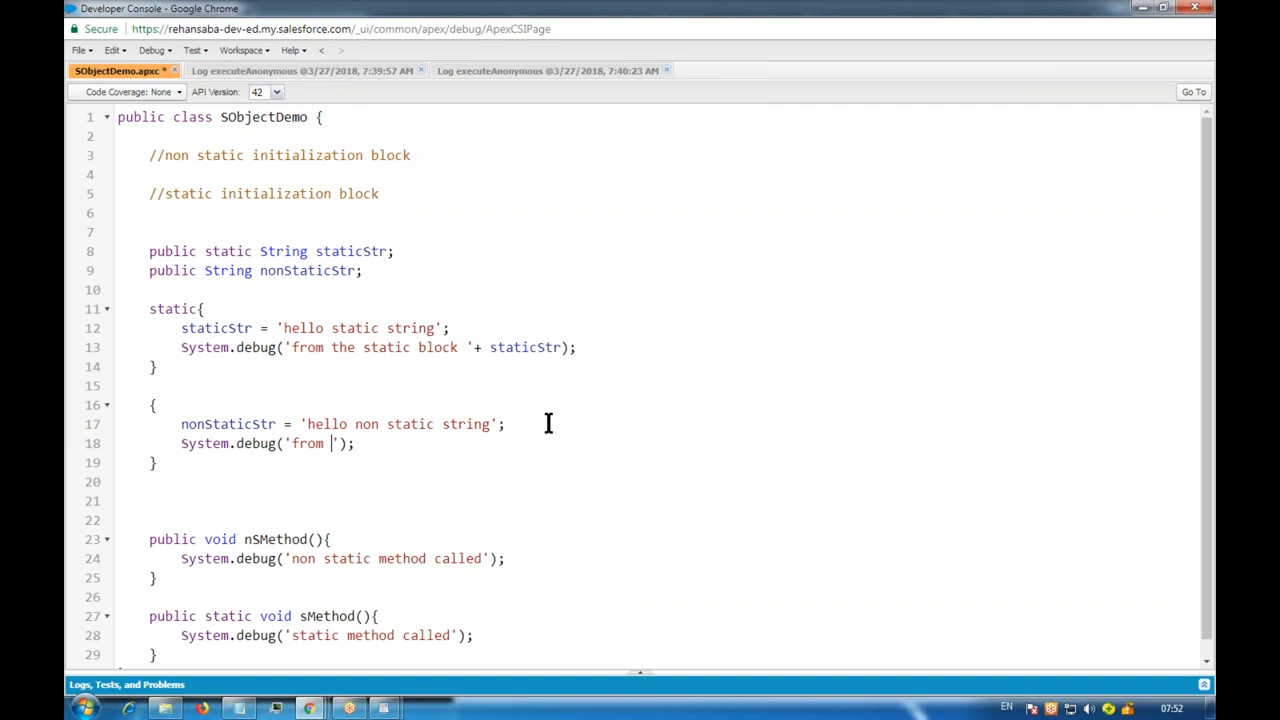 Developer Console - Google Chrome
Secure https://rehansaba-dev-ed.my.salesforce.com/_ui/common/apex/debug/ApexCSIPage
File Edit Debug Test Workspace Help < >
SObjectDemo.apxc * Log executeAnonymous @3/27/2018, 7:39:57 AM Log executeAnonymous @3/27/2018, 7:40:23 AM
Code Coverage: None API Version: 42 Go To
1 public class SObjectDemo {
2
3 //non static initialization block
4
5 //static initialization block
6
7
8 public static String staticStr;
9 public String nonStaticStr;
10
11 static{
12 staticStr = 'hello static string';
13 System.debug('from the static block '+ staticStr);
14 }
15
16 {
17 nonStaticStr = 'hello non static string';
18 System.debug('from ');
19 }
20
21
22
23 public void nSMethod(){
24 System.debug('non static method called');
25 }
26
27 public static void sMethod(){
28 System.debug('static method called');
29 }
Logs, Tests, and Problems
EN 07:52